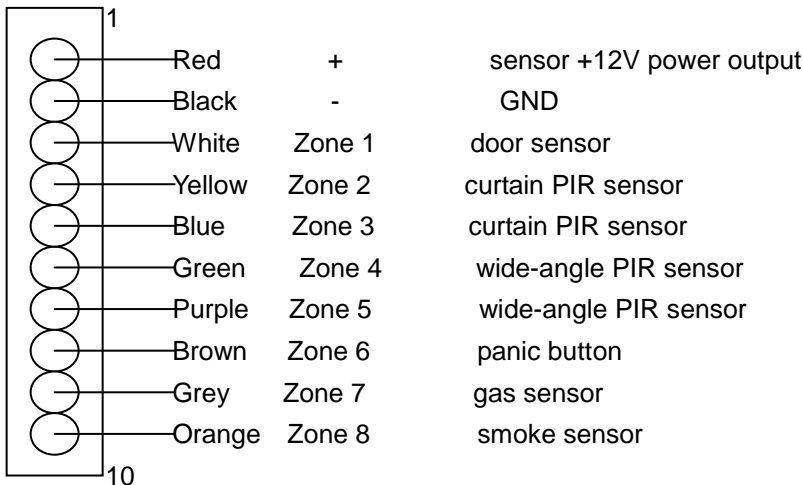 1
Red + sensor +12V power output
Black - GND
White Zone 1 door sensor
Yellow Zone 2 curtain PIR sensor
Blue Zone 3 curtain PIR sensor
Green Zone 4 wide-angle PIR sensor
Purple Zone 5 wide-angle PIR sensor
Brown Zone 6 panic button
Grey Zone 7 gas sensor
Orange Zone 8 smoke sensor
10